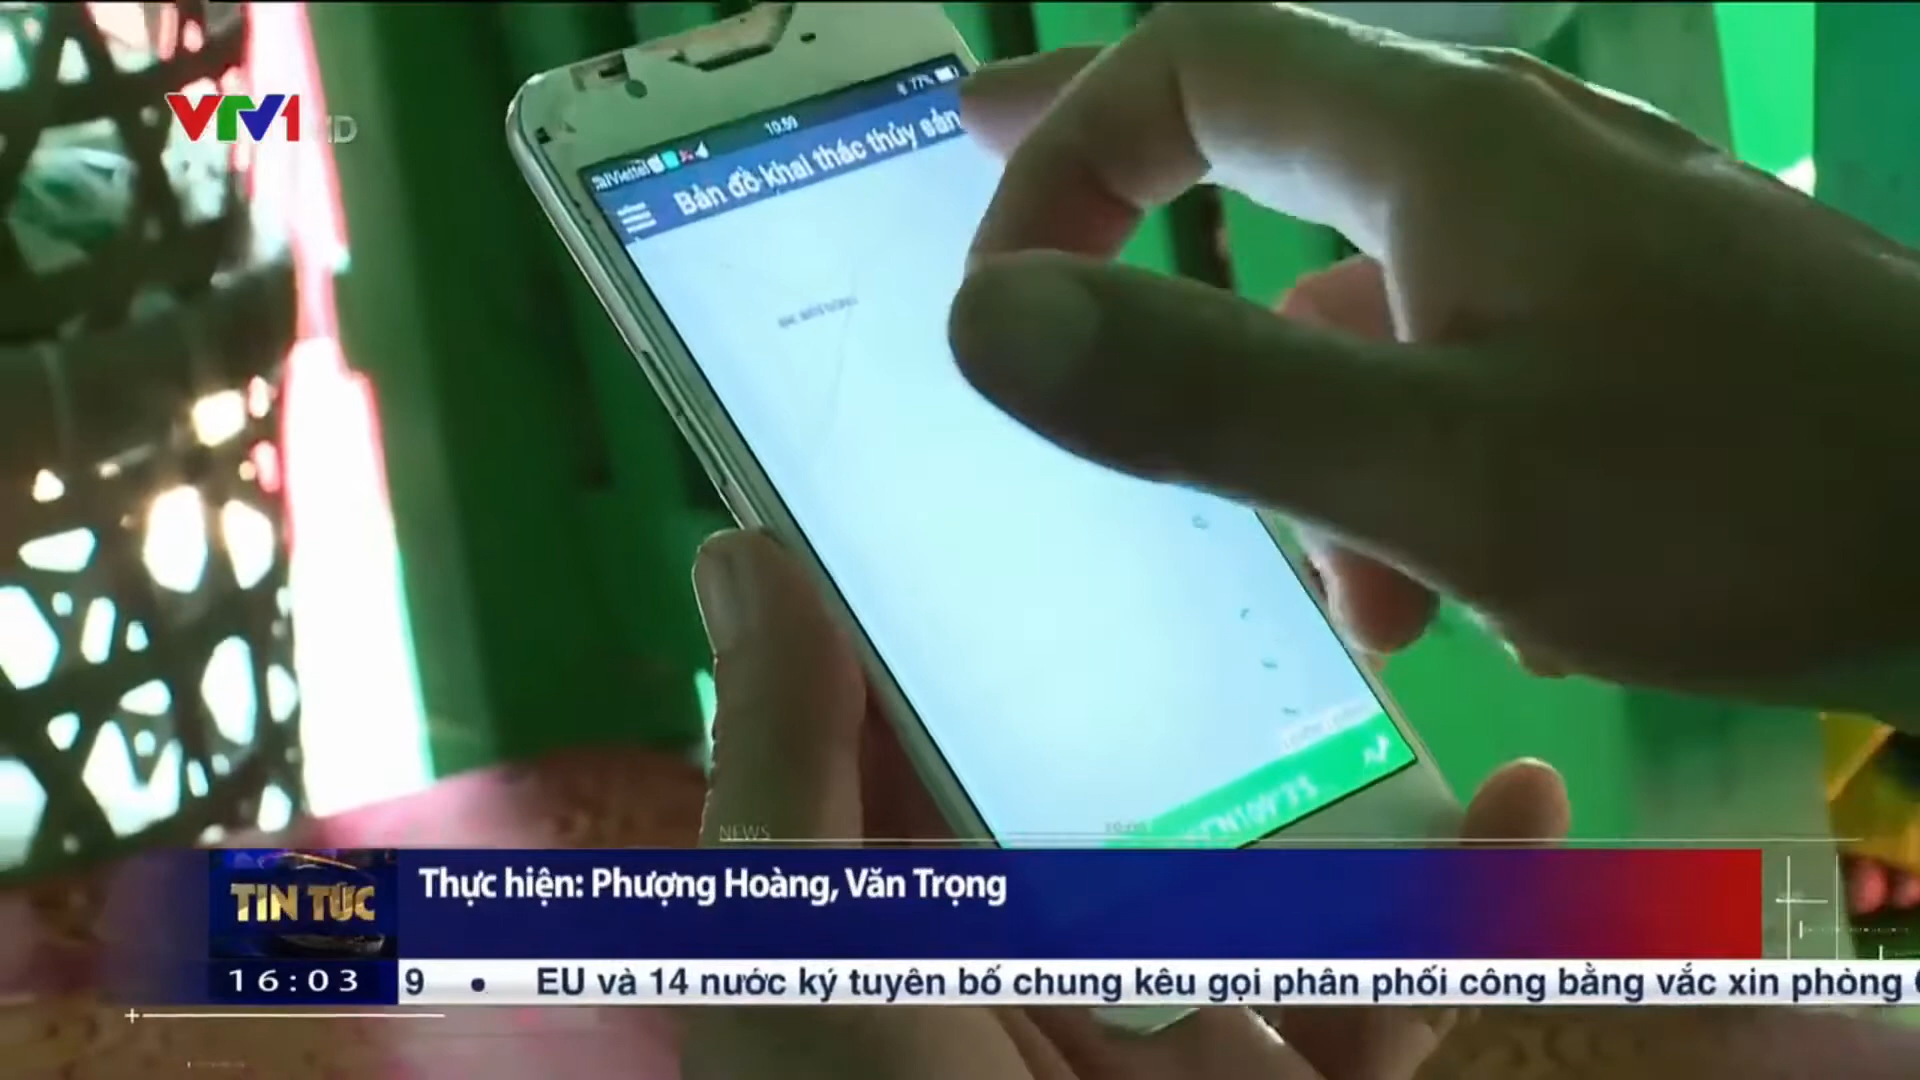 VTV1 HD
Viettel
10:59
77%
Bản đồ khai thác thủy sản
NEWS
TIN TỨC
Thực hiện: Phượng Hoàng, Văn Trọng
16:03
9 • EU và 14 nước ký tuyên bố chung kêu gọi phân phối công bằng vắc xin phòng